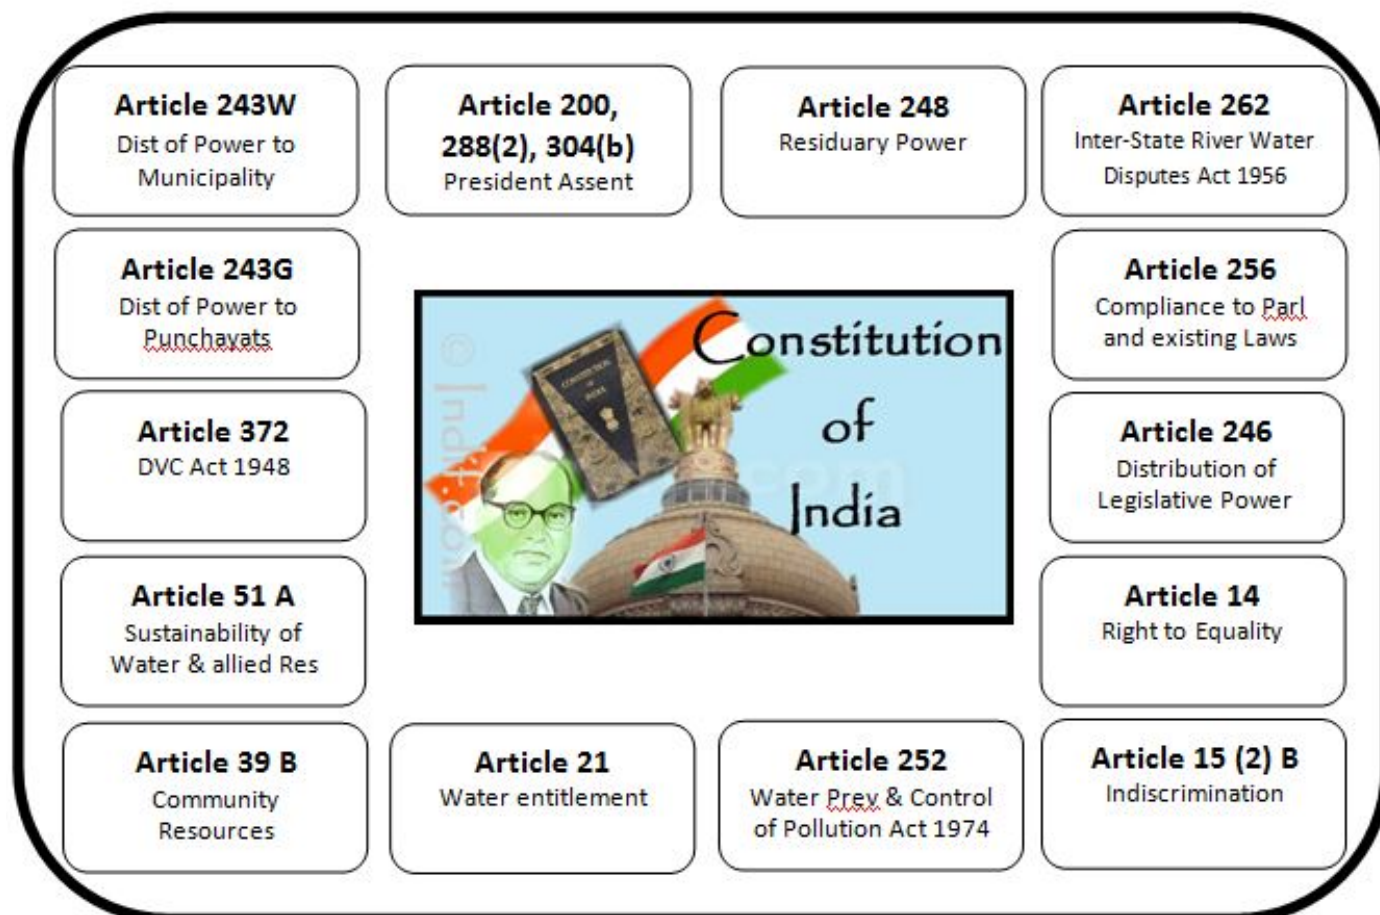 Article 243W
Dist of Power to
Municipality
Article 200,
288(2), 304(b)
President Assent
Article 248
Residuary Power
Article 262
Inter-State River Water
Disputes Act 1956
Article 243G
Dist of Power to
Punchayats
Article 256
Compliance to Parl
and existing Laws
Constitution
of
India
CONSTITUTION
OF
INDIA
Article 372
DVC Act 1948
Article 246
Distribution of
Legislative Power
Article 51 A
Sustainability of
Water & allied Res
Article 14
Right to Equality
Article 39 B
Community
Resources
Article 21
Water entitlement
Article 252
Water Prev & Control
of Pollution Act 1974
Article 15 (2) B
Indiscrimination